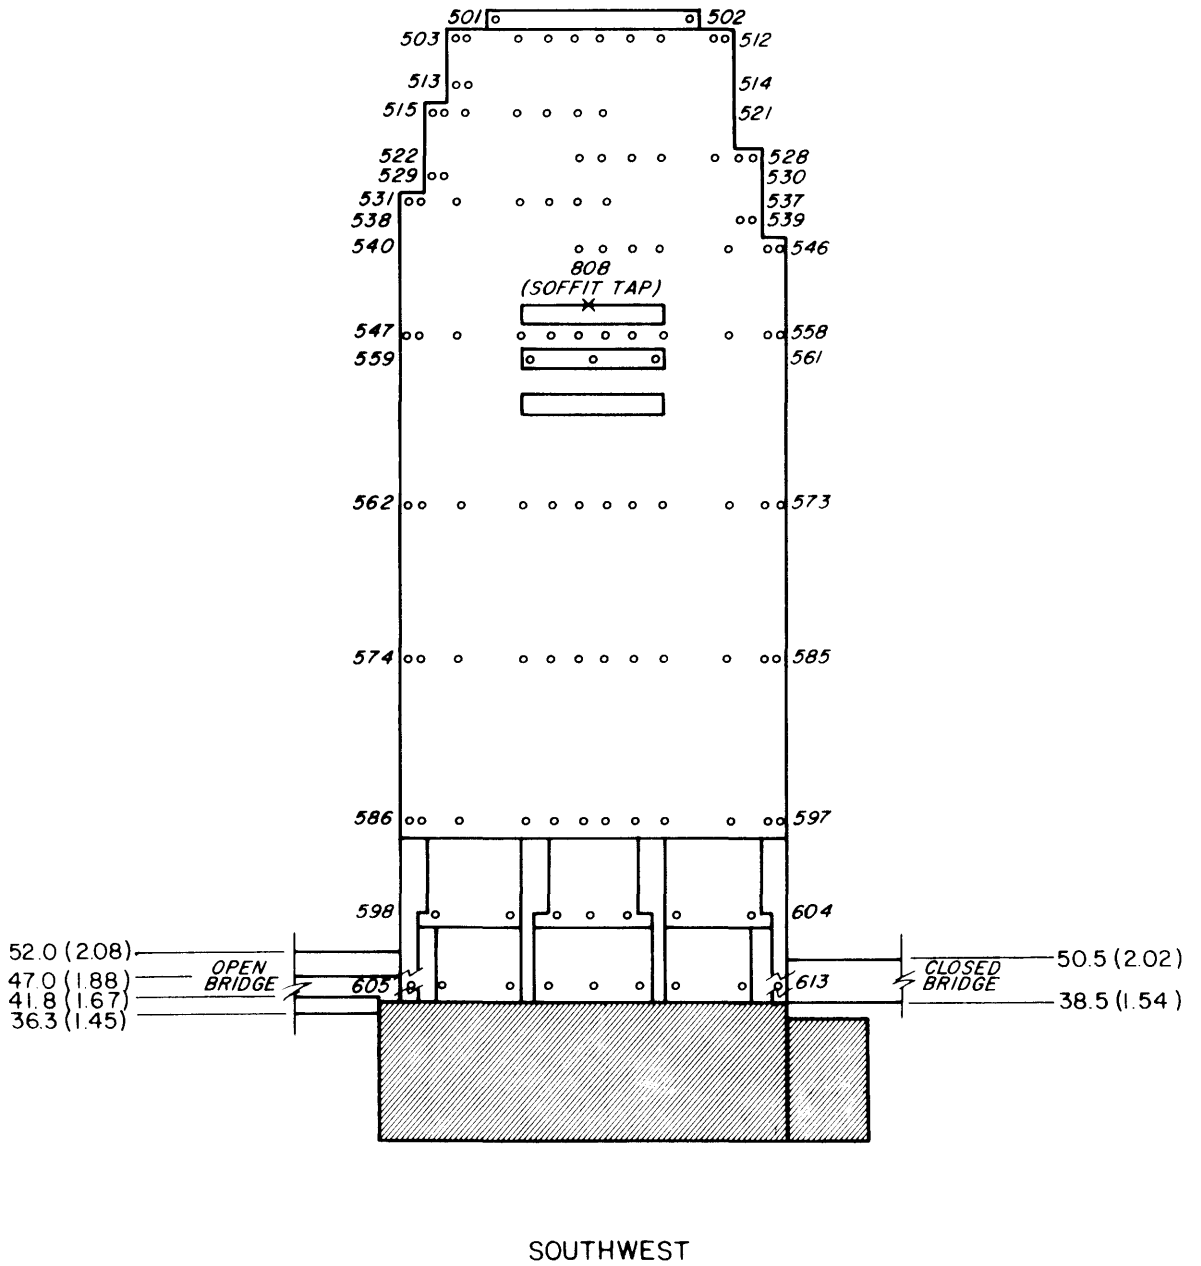 501 502
503 512
513 514
515 521
522 528
529 530
531 537
538 539
540 546
808
(SOFFIT TAP)
547 558
559 561
562 573
574 585
586 597
598 604
52.0 (2.08) 50.5 (2.02)
OPEN CLOSED
47.0 (1.88) BRIDGE 605 613 BRIDGE
41.8 (1.67) 38.5 (1.54)
36.3 (1.45)
SOUTHWEST